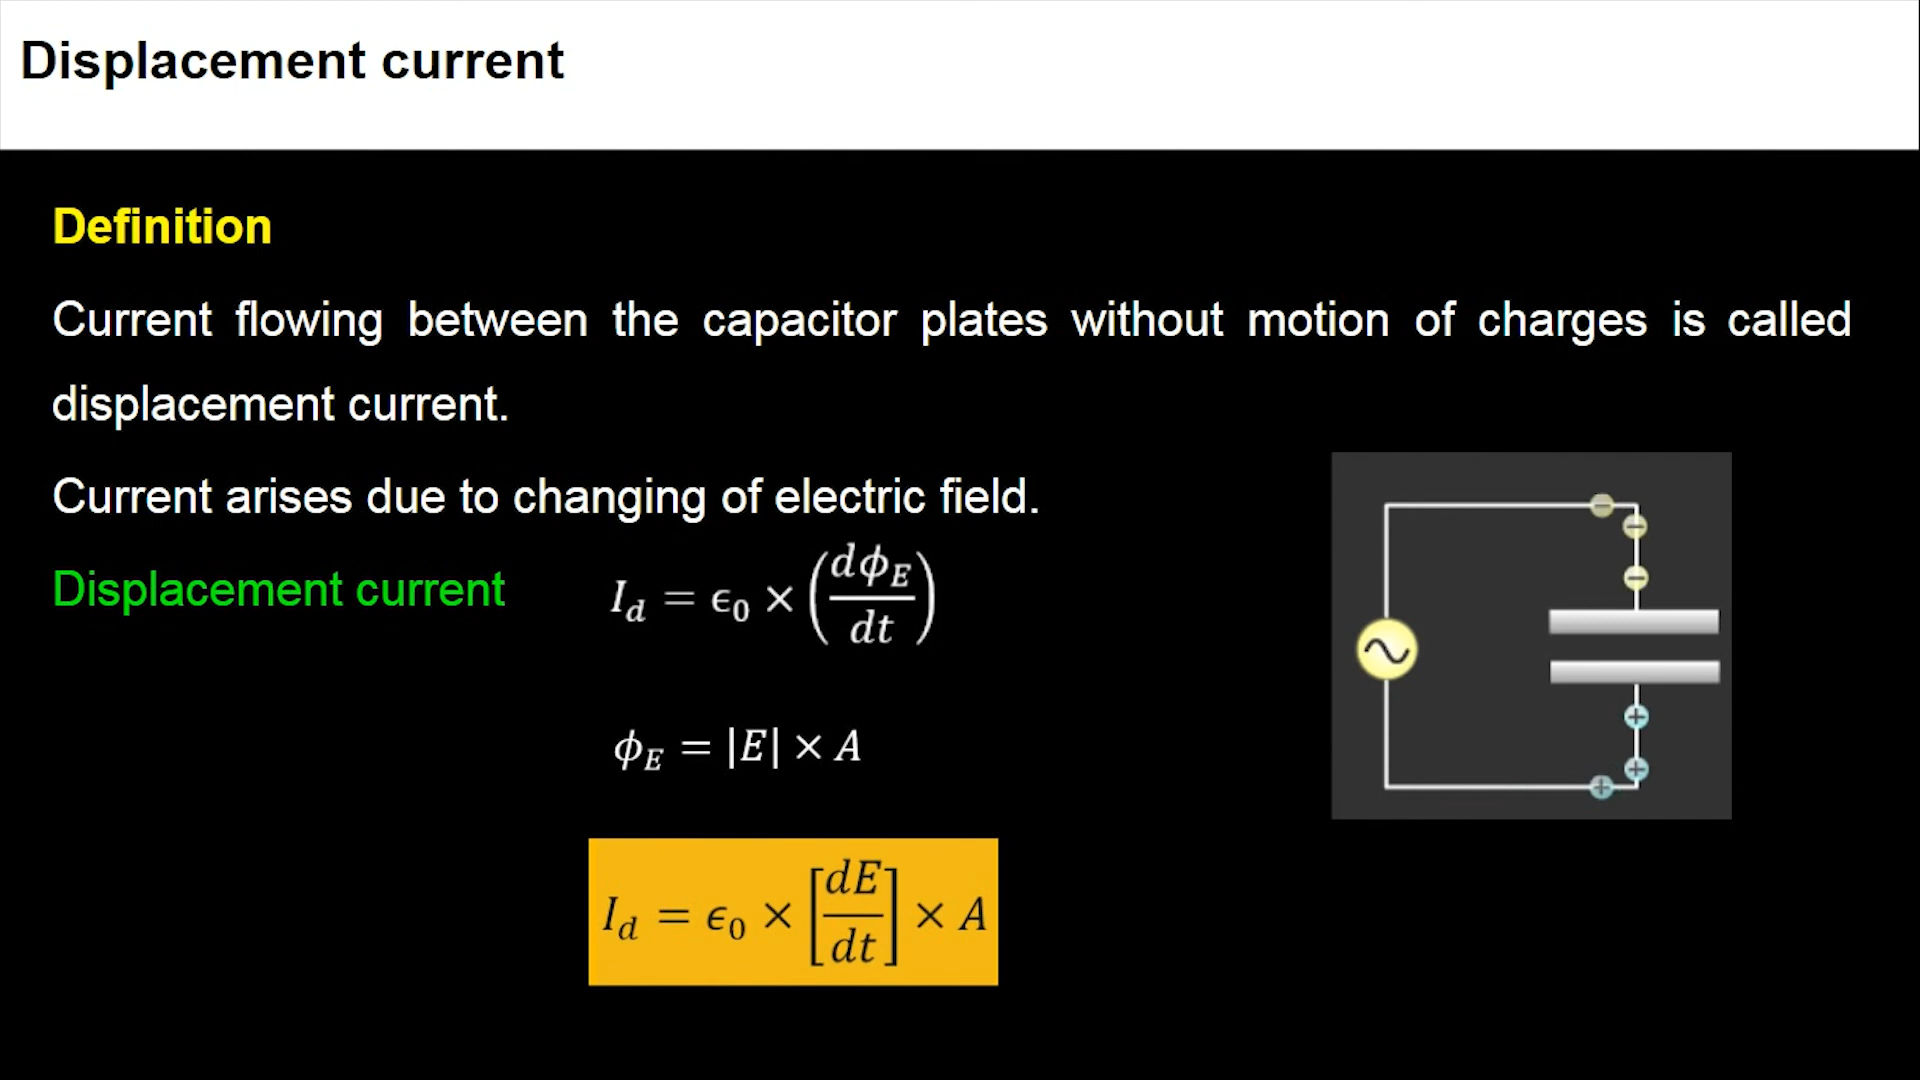 Displacement current
Definition
Current flowing between the capacitor plates without motion of charges is called
displacement current.
Current arises due to changing of electric field.
Displacement current I_d = ϵ_0 × (dϕ_E/dt)
ϕ_E = |E| × A
I_d = ϵ_0 × [dE/dt] × A